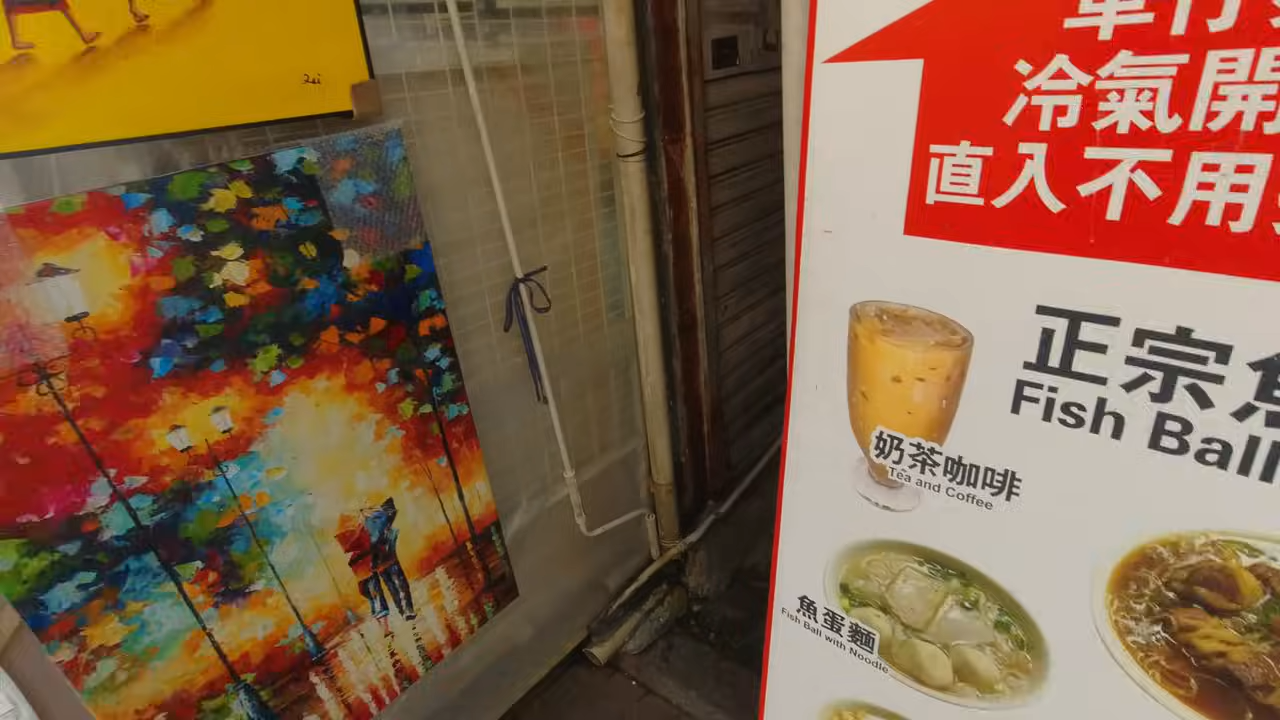 冷氣開
直入不用
正宗
Fish Ball
奶茶咖啡
Tea and Coffee
魚蛋麵
Fish Ball with Noodle